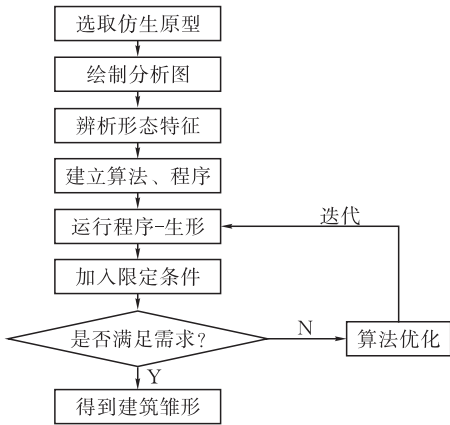 选取仿生原型
绘制分析图
辨析形态特征
建立算法、程序
运行程序-生形
迭代
加入限定条件
是否满足需求?
N
算法优化
Y
得到建筑雏形